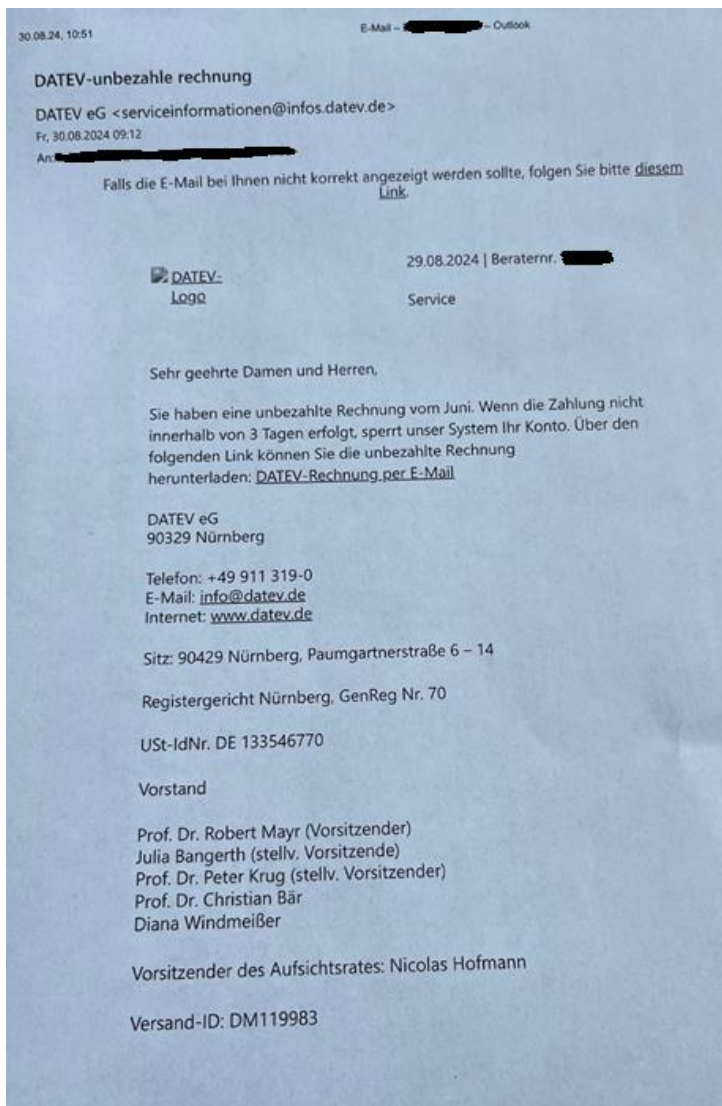 30.08.24, 10:51
E-Mail – – Outlook
DATEV-unbezahle rechnung
DATEV eG <serviceinformationen@infos.datev.de>
Fr, 30.08.2024 09:12
An:
Falls die E-Mail bei Ihnen nicht korrekt angezeigt werden sollte, folgen Sie bitte diesem
Link.
29.08.2024 | Beraternr.
DATEV-
Logo
Service
Sehr geehrte Damen und Herren,
Sie haben eine unbezahlte Rechnung vom Juni. Wenn die Zahlung nicht
innerhalb von 3 Tagen erfolgt, sperrt unser System Ihr Konto. Über den
folgenden Link können Sie die unbezahlte Rechnung
herunterladen: DATEV-Rechnung per E-Mail
DATEV eG
90329 Nürnberg
Telefon: +49 911 319-0
E-Mail: info@datev.de
Internet: www.datev.de
Sitz: 90429 Nürnberg, Paumgartnerstraße 6 – 14
Registergericht Nürnberg, GenReg Nr. 70
USt-IdNr. DE 133546770
Vorstand
Prof. Dr. Robert Mayr (Vorsitzender)
Julia Bangerth (stellv. Vorsitzende)
Prof. Dr. Peter Krug (stellv. Vorsitzender)
Prof. Dr. Christian Bär
Diana Windmeißer
Vorsitzender des Aufsichtsrates: Nicolas Hofmann
Versand-ID: DM119983